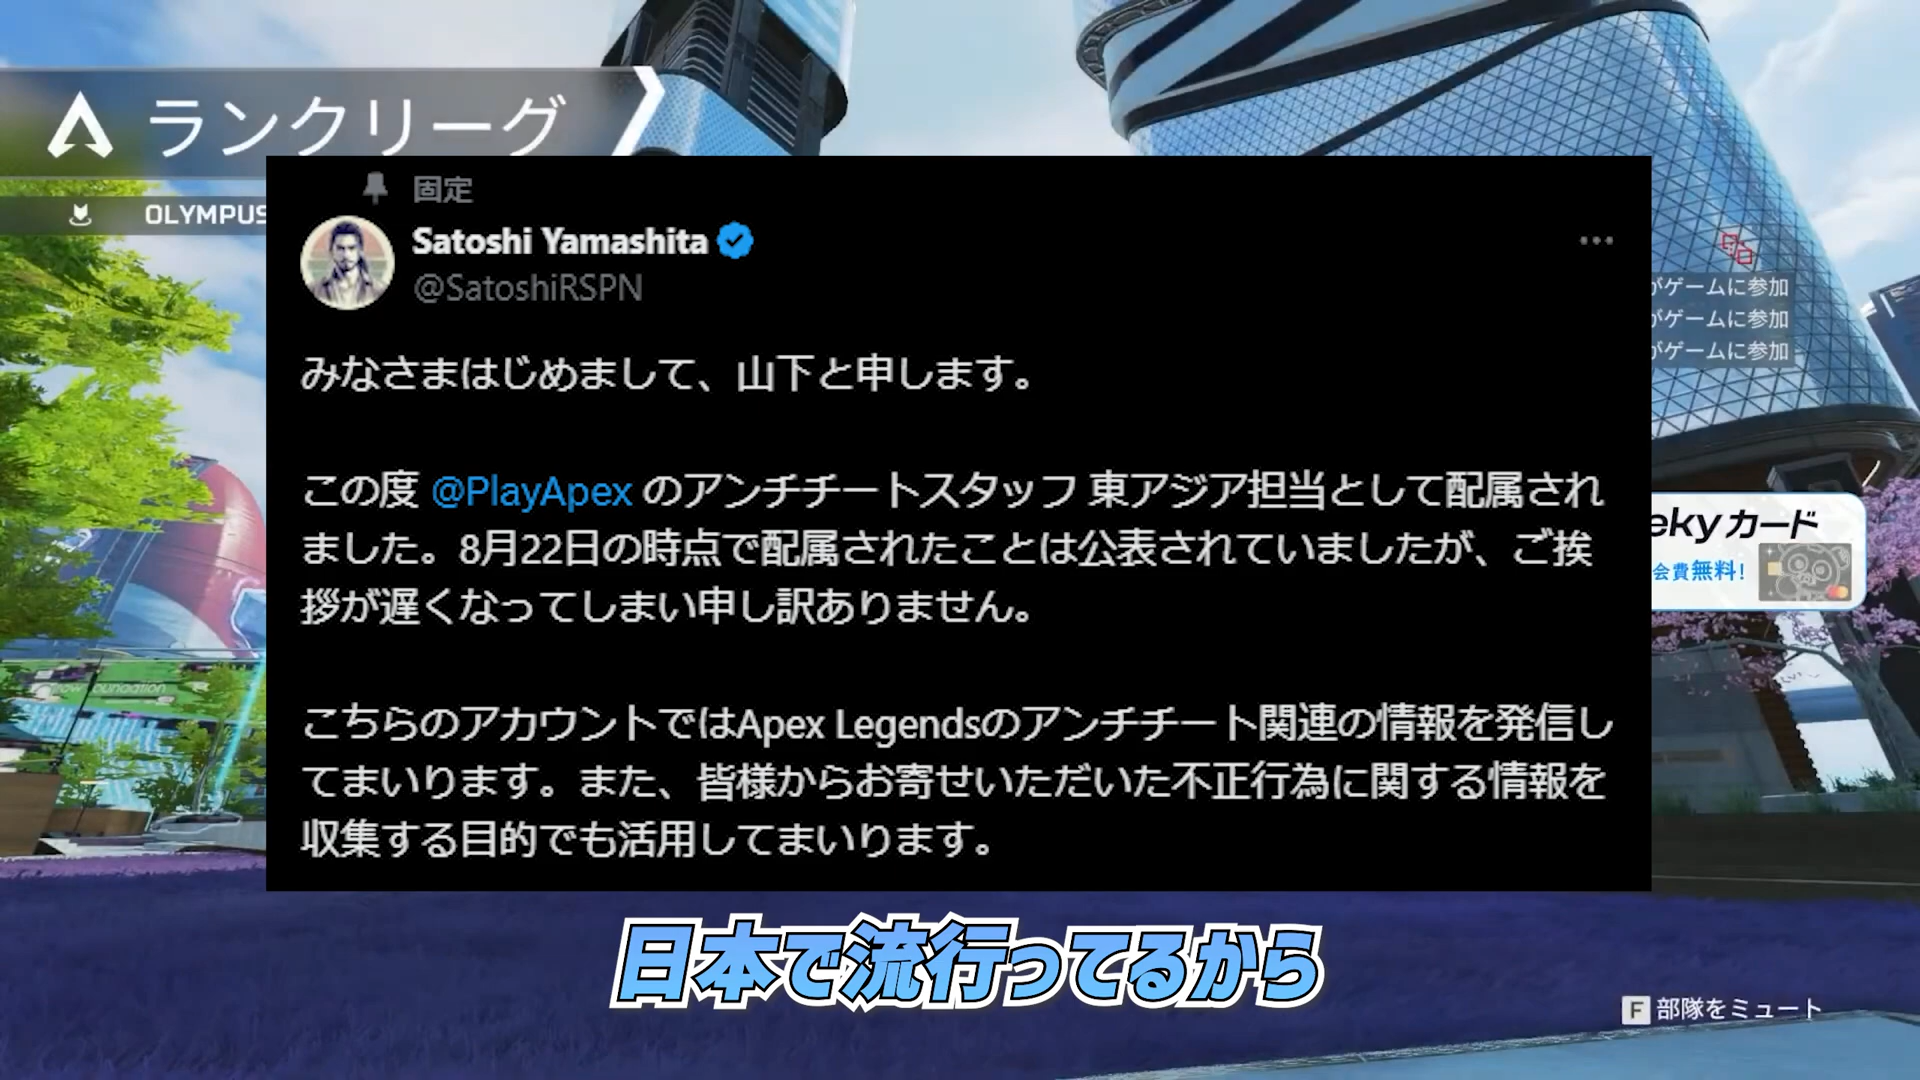 ランクリーグ
OLYMPUS
固定
Satoshi Yamashita
@SatoshiRSPN
みなさまはじめまして、山下と申します。
この度 @PlayApex のアンチチートスタッフ 東アジア担当として配属され
ました。8月22日の時点で配属されたことは公表されていましたが、ご挨
拶が遅くなってしまい申し訳ありません。
こちらのアカウントではApex Legendsのアンチチート関連の情報を発信し
てまいります。また、皆様からお寄せいただいた不正行為に関する情報を
収集する目的でも活用してまいります。
がゲームに参加
がゲームに参加
がゲームに参加
ekyカード
会費無料!
日本で流行ってるから
F 部隊をミュート